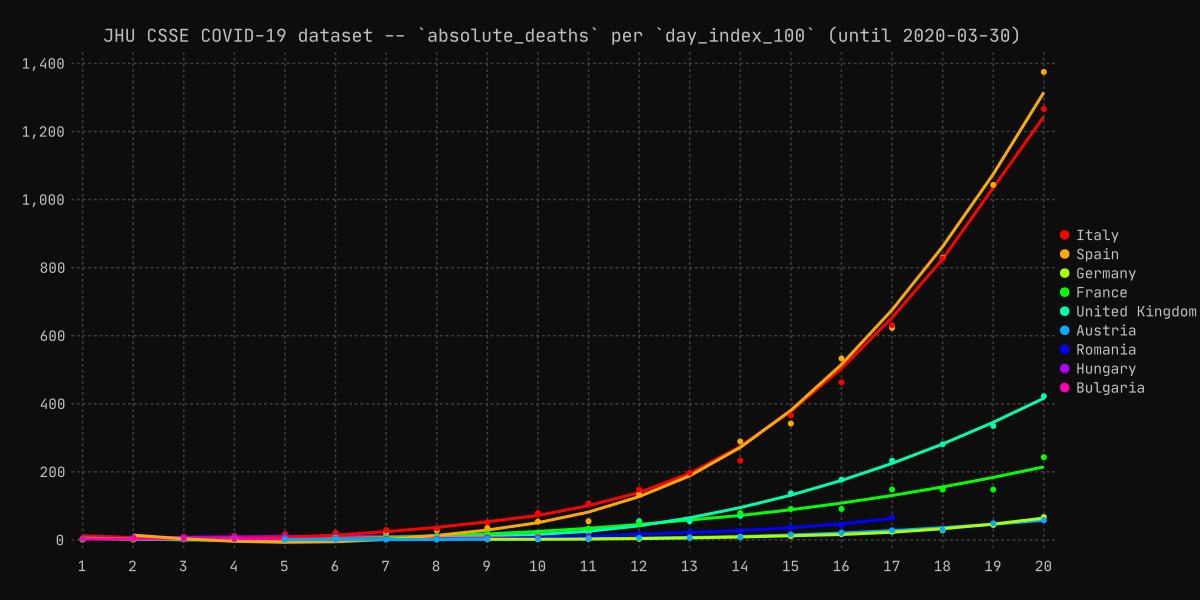 JHU CSSE COVID-19 dataset -- `absolute_deaths` per `day_index_100` (until 2020-03-30)
1,400
1,200
1,000
800
600
400
200
0
1 2 3 4 5 6 7 8 9 10 11 12 13 14 15 16 17 18 19 20
Italy
Spain
Germany
France
United Kingdom
Austria
Romania
Hungary
Bulgaria